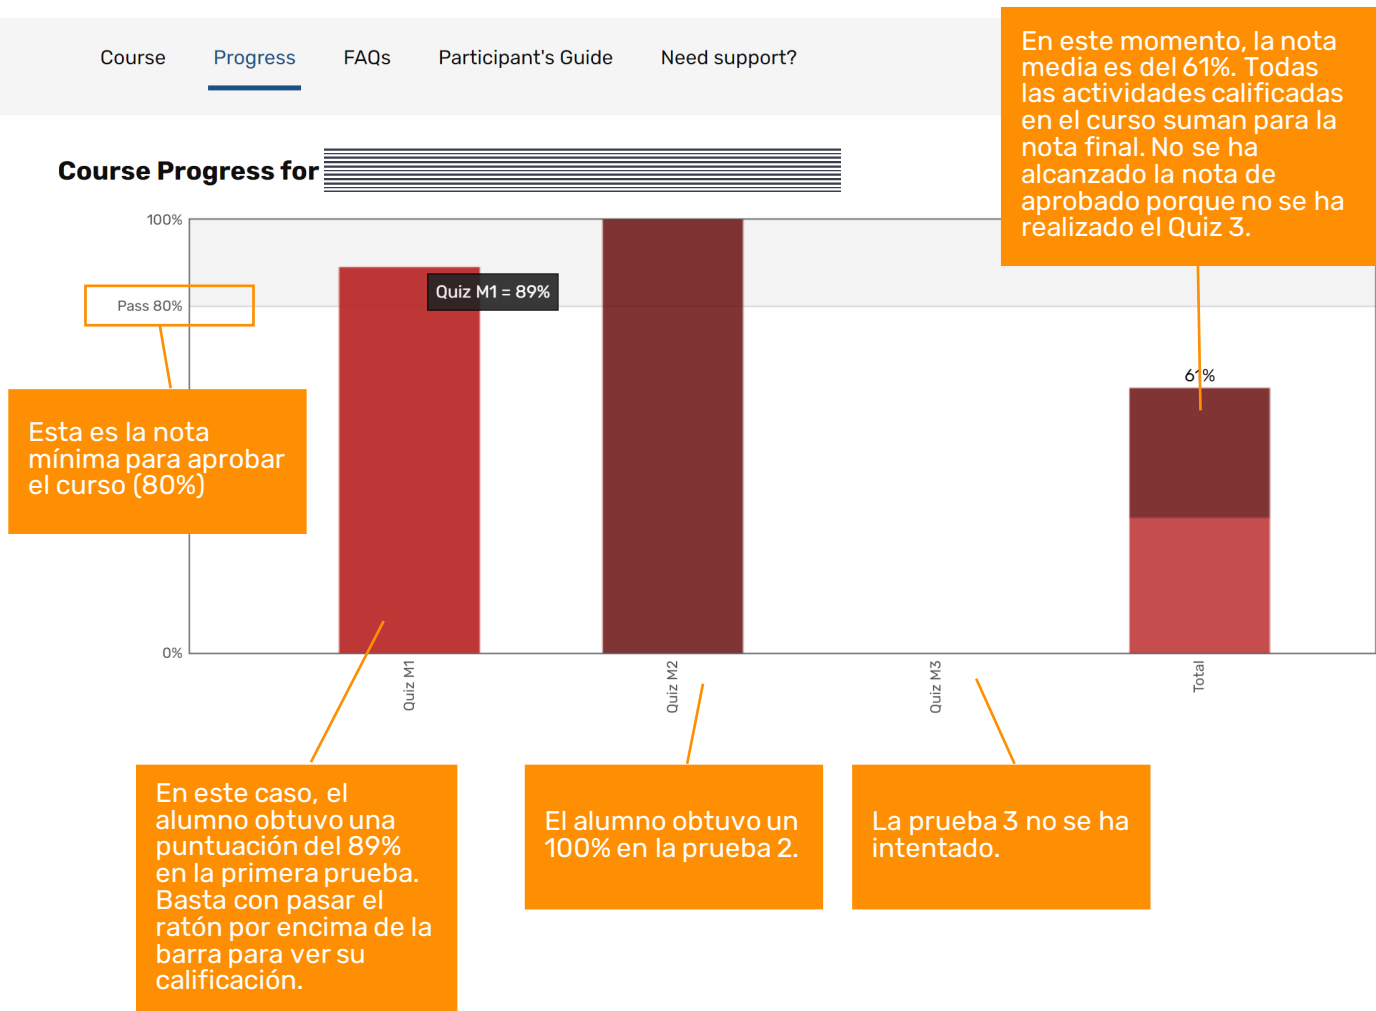 Course Progress FAQs Participant's Guide Need support?
En este momento, la nota
media es del 61%. Todas
las actividades calificadas
en el curso suman para la
nota final. No se ha
alcanzado la nota de
aprobado porque no se ha
realizado el Quiz 3.
Course Progress for
100%
Quiz M1 = 89%
Pass 80%
61%
Esta es la nota
mínima para aprobar
el curso (80%)
0%
Quiz M1
Quiz M2
Quiz M3
Total
En este caso, el
alumno obtuvo una
puntuación del 89%
en la primera prueba.
Basta con pasar el
ratón por encima de la
barra para ver su
calificación.
El alumno obtuvo un
100% en la prueba 2.
La prueba 3 no se ha
intentado.